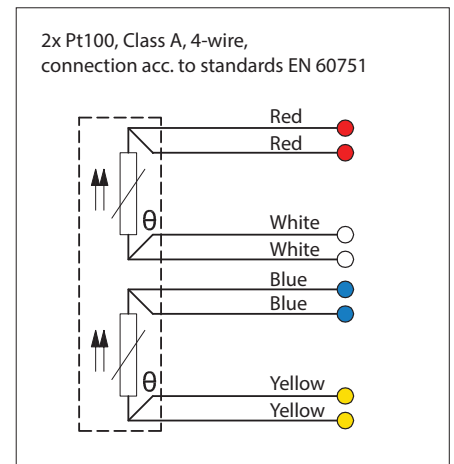 2x Pt100, Class A, 4-wire,
connection acc. to standards EN 60751
Red
Red
θ
White
White
Blue
Blue
θ
Yellow
Yellow